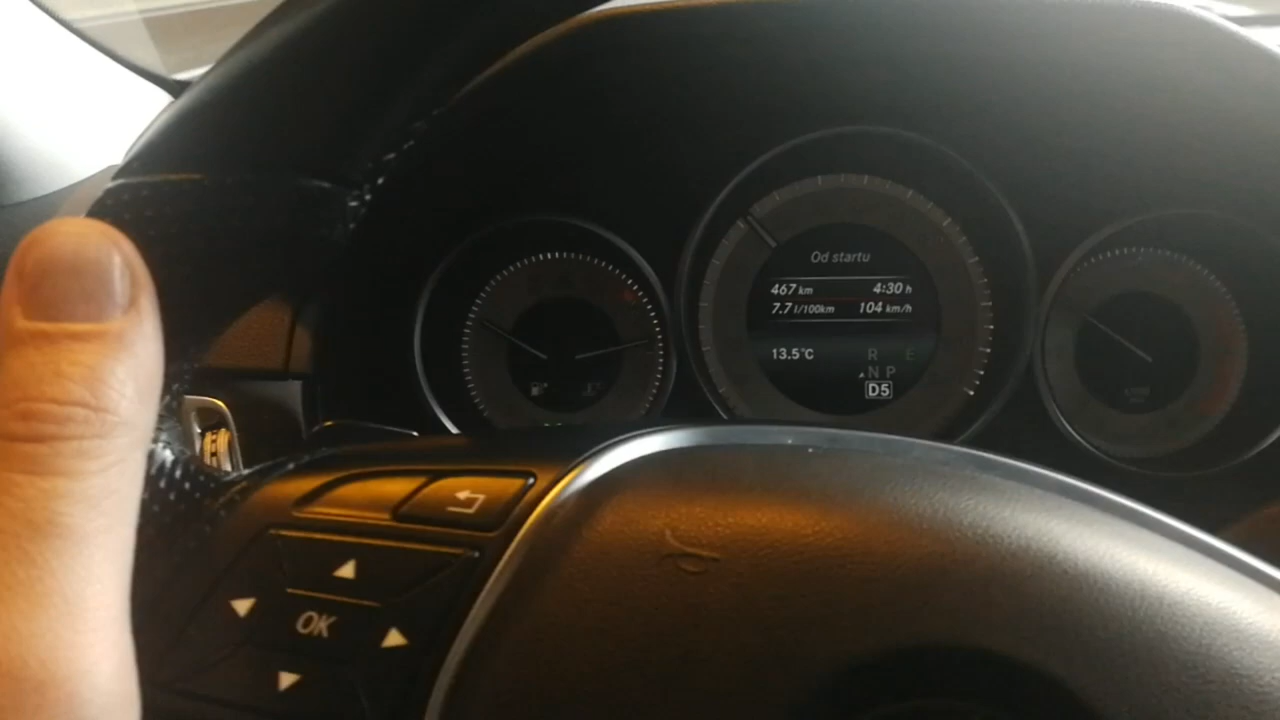 Od startu
467 km 4:30 h
7.7 l/100km 104 km/h
13.5°C R E
N P
D5
OK